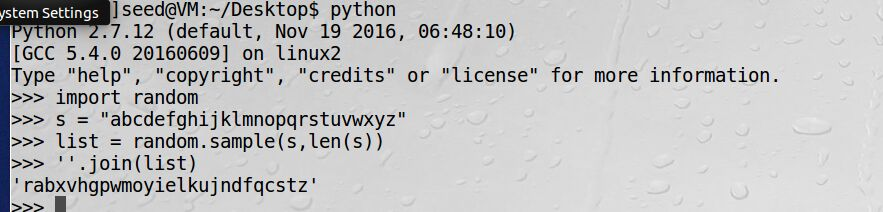 ystem Settings ]seed@VM:~/Desktop$ python
Python 2.7.12 (default, Nov 19 2016, 06:48:10)
[GCC 5.4.0 20160609] on linux2
Type "help", "copyright", "credits" or "license" for more information.
>>> import random
>>> s = "abcdefghijklmnopqrstuvwxyz"
>>> list = random.sample(s,len(s))
>>> ''.join(list)
'rabxvhgpwmoyielkujndfqcstz'
>>>